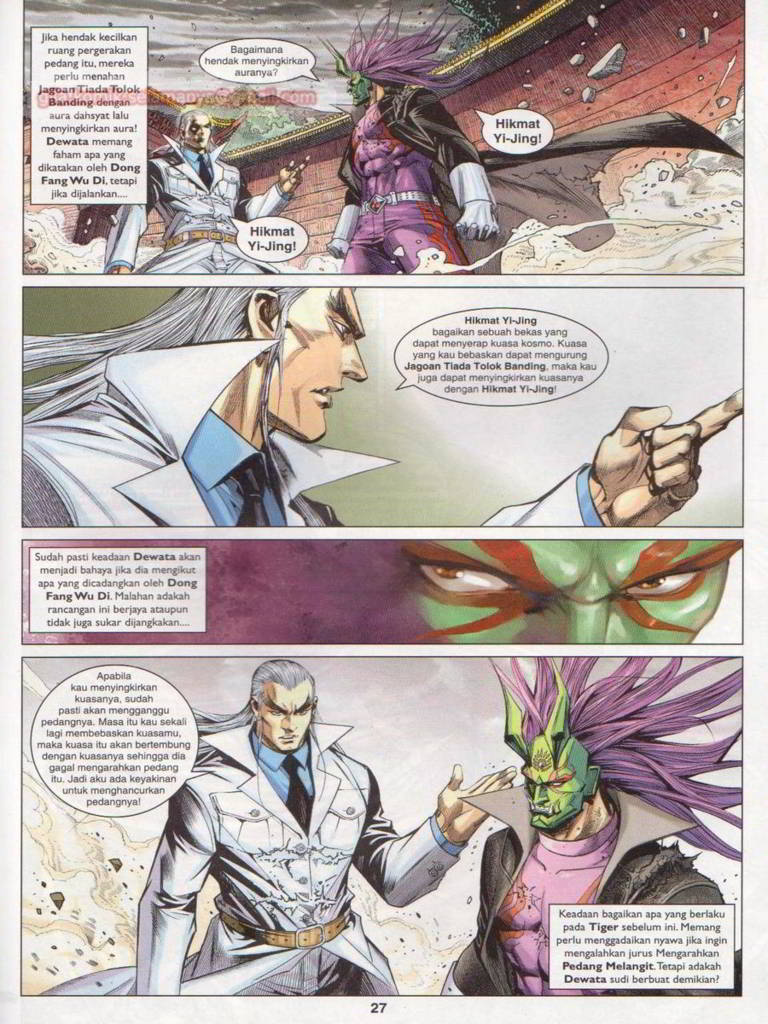 Jika hendak kecilkan
ruang pergerakan
pedang itu, mereka
perlu menahan
Jagoan Tiada Tolok
Banding dengan
aura dahsyat lalu
menyingkirkan aura!
Dewata memang
faham apa yang
dikatakan oleh Dong
Fang Wu Di, tetapi
jika dijalankan....
Bagaimana
hendak menyingkirkan
auranya?
Hikmat
Yi-Jing!
Hikmat
Yi-Jing!
Hikmat Yi-Jing
bagaikan sebuah bekas yang
dapat menyerap kuasa kosmo. Kuasa
yang kau bebaskan dapat mengurung
Jagoan Tiada Tolok Banding, maka kau
juga dapat menyingkirkan kuasanya
dengan Hikmat Yi-Jing!
Sudah pasti keadaan Dewata akan
menjadi bahaya jika dia mengikut
apa yang dicadangkan oleh Dong
Fang Wu Di. Malahan adakah
rancangan ini berjaya ataupun
tidak juga sukar dijangkakan....
Apabila
kau menyingkirkan
kuasanya, sudah
pasti akan mengganggu
pedangnya. Masa itu kau sekali
lagi membebaskan kuasamu,
maka kuasa itu akan bertembung
dengan kuasanya sehingga dia
gagal mengarahkan pedang
itu. Jadi aku ada keyakinan
untuk menghancurkan
pedangnya!
Keadaan bagaikan apa yang berlaku
pada Tiger sebelum ini. Memang
perlu menggadaikan nyawa jika ingin
mengalahkan jurus Mengarahkan
Pedang Melangit. Tetapi adakah
Dewata sudi berbuat demikian?
27